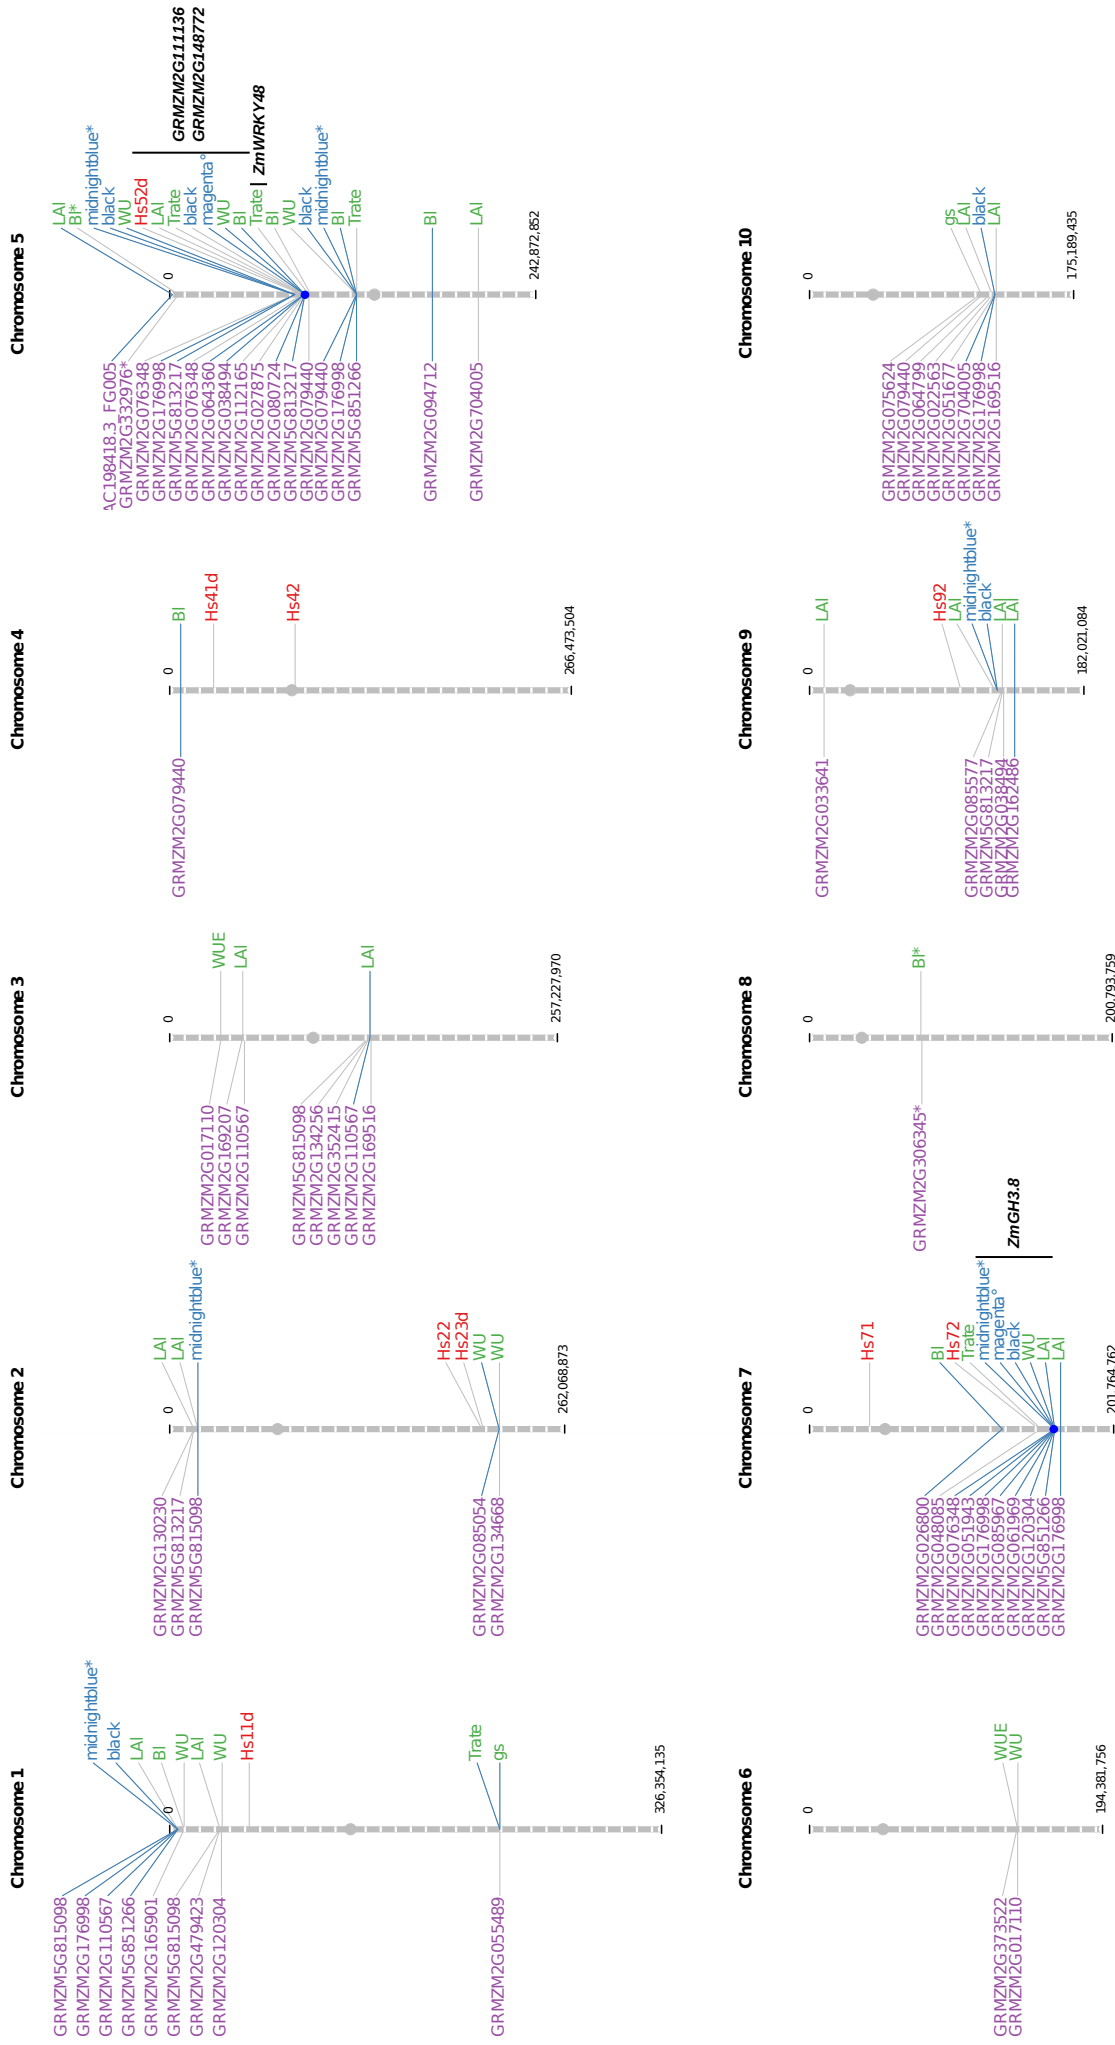 Chromosome 1
0
326,354,135
GRMZM5G815098
GRMZM2G176998
GRMZM2G110567
GRMZM5G851266
GRMZM2G165901
GRMZM5G815098
GRMZM2G479423
GRMZM2G120304
GRMZM2G055489
midnightblue*
black
LAI
BI
WU
LAI
WU
Hs11d
Trate
gs
Chromosome 2
0
262,068,873
GRMZM2G130230
GRMZM5G813217
GRMZM5G815098
GRMZM2G085054
GRMZM2G134668
LAI
LAI
midnightblue*
Hs22
Hs23d
WU
WU
Chromosome 3
0
257,227,970
GRMZM2G017110
GRMZM2G169207
GRMZM2G110567
GRMZM5G815098
GRMZM2G134256
GRMZM2G352415
GRMZM2G110567
GRMZM2G169516
WUE
LAI
LAI
Chromosome 4
0
266,473,504
GRMZM2G079440
BI
Hs41d
Hs42
Chromosome 5
0
242,872,852
AC198418.3_FG005
GRMZM2G332976*
GRMZM2G076348
GRMZM2G176998
GRMZM5G813217
GRMZM2G076348
GRMZM2G064360
GRMZM2G038494
GRMZM2G112165
GRMZM2G027875
GRMZM2G080724
GRMZM5G813217
GRMZM2G079440
GRMZM2G079440
GRMZM2G176998
GRMZM5G851266
GRMZM2G094712
GRMZM2G704005
LAI
BI*
midnightblue*
black
WU
Hs52d
LAI
Trate
black
magenta°
WU
BI
Trate
BI
WU
black
midnightblue*
BI
Trate
BI
LAI
GRMZM2G111136
GRMZM2G148772
ZmWRKY48
Chromosome 6
0
194,381,756
GRMZM2G373522
GRMZM2G017110
WUE
WU
Chromosome 7
0
201,764,762
GRMZM2G026800
GRMZM2G048085
GRMZM2G076348
GRMZM2G051943
GRMZM2G176998
GRMZM2G085967
GRMZM2G061969
GRMZM2G120304
GRMZM5G851266
GRMZM2G176998
Hs71
BI
Hs72
Trate
midnightblue*
magenta°
black
WU
LAI
LAI
ZmGH3.8
Chromosome 8
0
200,793,759
GRMZM2G306345*
BI*
Chromosome 9
0
182,021,084
GRMZM2G033641
GRMZM2G085577
GRMZM5G813217
GRMZM2G038494
GRMZM2G162486
LAI
Hs92
LAI
midnightblue*
black
LAI
LAI
Chromosome 10
0
175,189,435
GRMZM2G075624
GRMZM2G079440
GRMZM2G064799
GRMZM2G022563
GRMZM2G051677
GRMZM2G704005
GRMZM2G176998
GRMZM2G169516
gs
LAI
black
LAI